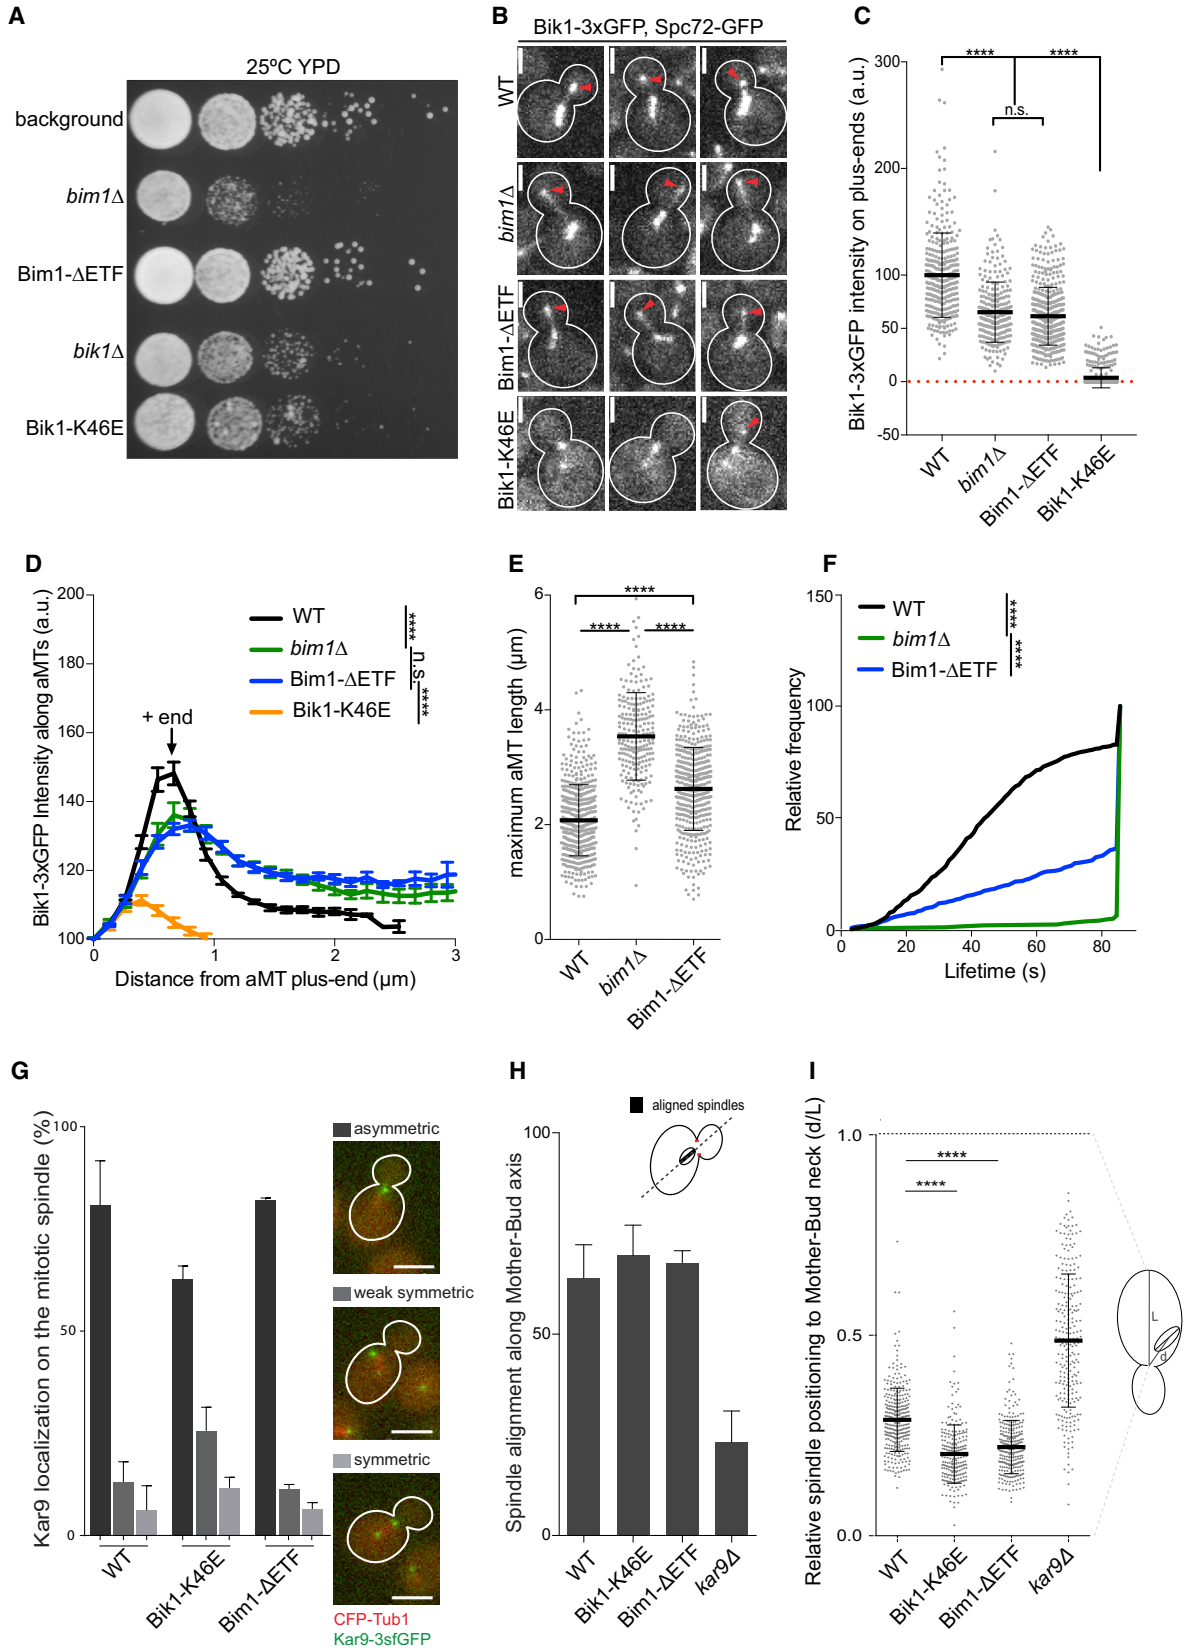 A
25ºC YPD
background
bim1Δ
Bim1-ΔETF
bik1Δ
Bik1-K46E
B
Bik1-3xGFP, Spc72-GFP
WT
bim1Δ
Bim1-ΔETF
Bik1-K46E
C
Bik1-3xGFP intensity on plus-ends (a.u.)
300
200
100
50
0
-50
****
****
n.s.
WT
bim1Δ
Bim1-ΔETF
Bik1-K46E
D
Bik1-3xGFP Intensity along aMTs (a.u.)
200
180
160
140
120
100
WT
bim1Δ
Bim1-ΔETF
Bik1-K46E
****
n.s.
****
+ end
0
1
2
3
Distance from aMT plus-end (µm)
E
maximum aMT length (µm)
6
4
2
0
****
****
****
WT
bim1Δ
Bim1-ΔETF
F
Relative frequency
150
100
50
0
WT
bim1Δ
Bim1-ΔETF
****
****
20
40
60
80
Lifetime (s)
G
Kar9 localization on the mitotic spindle (%)
100
50
0
WT
Bik1-K46E
Bim1-ΔETF
asymmetric
weak symmetric
symmetric
CFP-Tub1
Kar9-3sfGFP
H
Spindle alignment along Mother-Bud axis
aligned spindles
100
50
0
WT
Bik1-K46E
Bim1-ΔETF
kar9Δ
I
Relative spindle positioning to Mother-Bud neck (d/L)
1.0
0.5
0.0
****
****
WT
Bik1-K46E
Bim1-ΔETF
kar9Δ
L
d